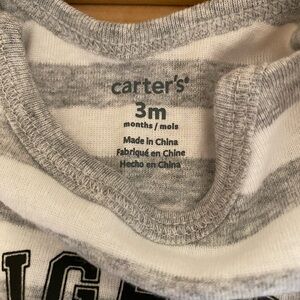 carter's
3m
months / mois
Made in China
Fabriqué en Chine
Hecho en China